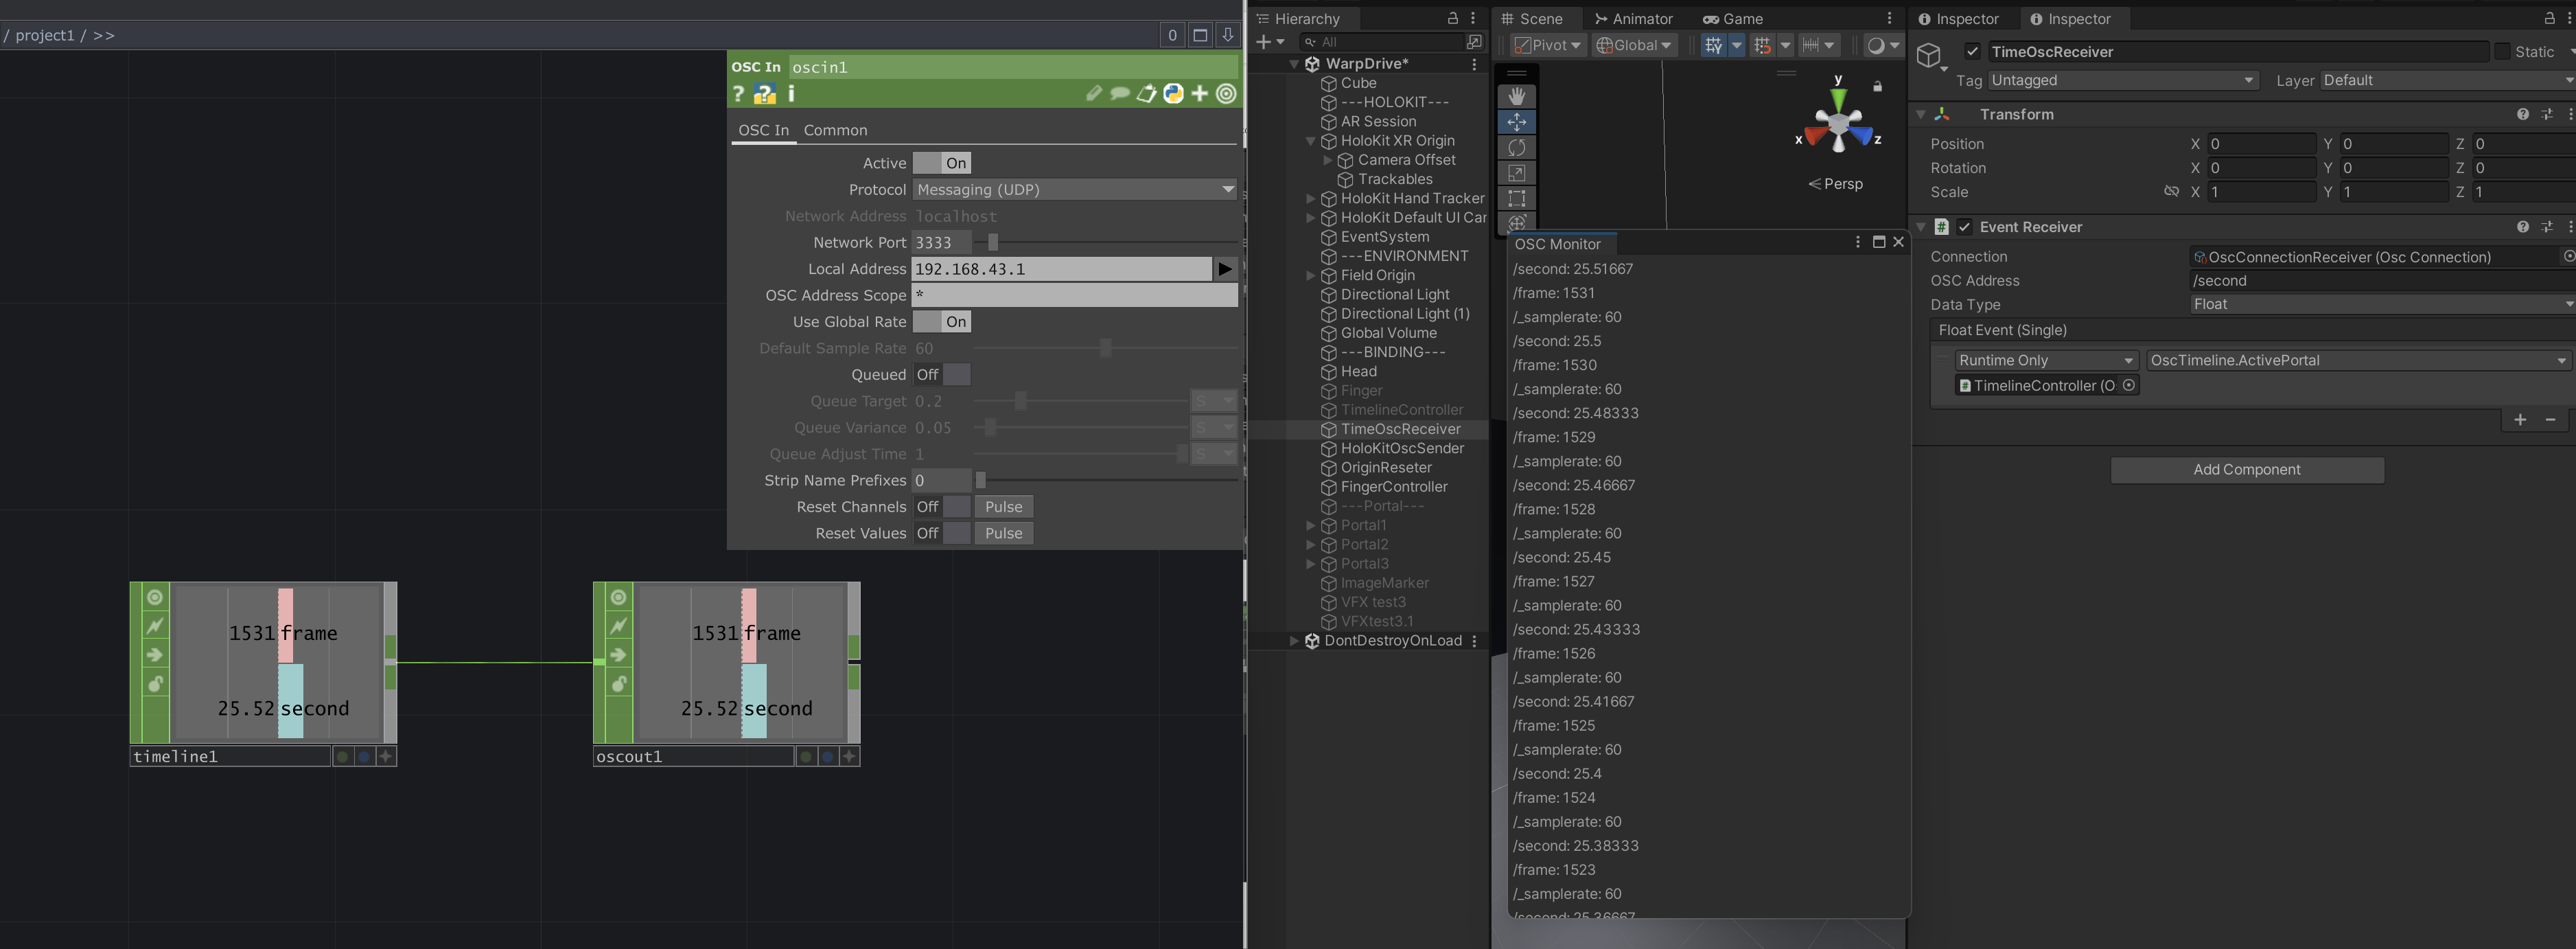 / project1 / >>
0
OSC In oscin1
? ? i
OSC In Common
Active On
Protocol Messaging (UDP)
Network Address localhost
Network Port 3333
Local Address 192.168.43.1
OSC Address Scope *
Use Global Rate On
Default Sample Rate 60
Queued Off
Queue Target 0.2 S
Queue Variance 0.05 S
Queue Adjust Time 1 S
Strip Name Prefixes 0
Reset Channels Off Pulse
Reset Values Off Pulse
1531 frame
25.52 second
timeline1
1531 frame
25.52 second
oscout1
Hierarchy
All
WarpDrive*
Cube
---HOLOKIT---
AR Session
HoloKit XR Origin
Camera Offset
Trackables
HoloKit Hand Tracker
HoloKit Default UI Car
EventSystem
---ENVIRONMENT
Field Origin
Directional Light
Directional Light (1)
Global Volume
---BINDING---
Head
Finger
TimelineController
TimeOscReceiver
HoloKitOscSender
OriginReseter
FingerController
---Portal---
Portal1
Portal2
Portal3
ImageMarker
VFX test3
VFXtest3.1
DontDestroyOnLoad
Scene Animator Game
Pivot Global
y
x z
Persp
OSC Monitor
/second: 25.51667
/frame: 1531
/_samplerate: 60
/second: 25.5
/frame: 1530
/_samplerate: 60
/second: 25.48333
/frame: 1529
/_samplerate: 60
/second: 25.46667
/frame: 1528
/_samplerate: 60
/second: 25.45
/frame: 1527
/_samplerate: 60
/second: 25.43333
/frame: 1526
/_samplerate: 60
/second: 25.41667
/frame: 1525
/_samplerate: 60
/second: 25.4
/frame: 1524
/_samplerate: 60
/second: 25.38333
/frame: 1523
/_samplerate: 60
/second: 25.36667
Inspector Inspector
TimeOscReceiver Static
Tag Untagged Layer Default
Transform
Position X 0 Y 0 Z 0
Rotation X 0 Y 0 Z 0
Scale X 1 Y 1 Z 1
# Event Receiver
Connection OscConnectionReceiver (Osc Connection)
OSC Address /second
Data Type Float
Float Event (Single)
Runtime Only OscTimeline.ActivePortal
TimelineController (O
+ −
Add Component